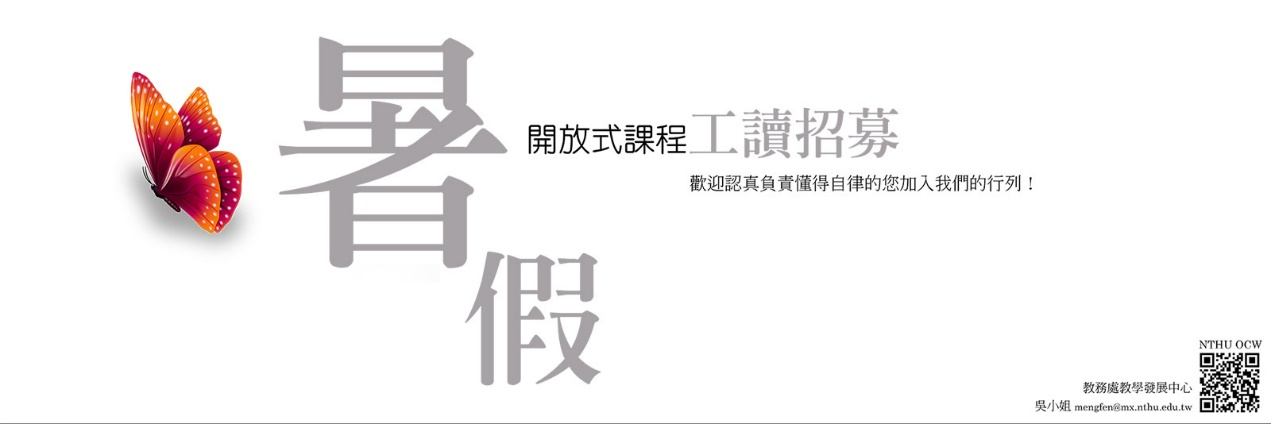 暑假
開放式課程工讀招募
歡迎認真負責懂得自律的您加入我們的行列！
NTHU OCW
教務處教學發展中心
吳小姐 mengfen@mx.nthu.edu.tw